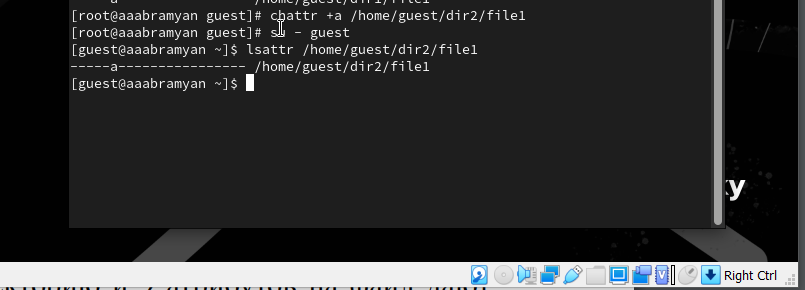 [root@aaabramyan guest]# chattr +a /home/guest/dir2/file1
[root@aaabramyan guest]# su - guest
[guest@aaabramyan ~]$ lsattr /home/guest/dir2/file1
-----a---------------- /home/guest/dir2/file1
[guest@aaabramyan ~]$
ky
Right Ctrl